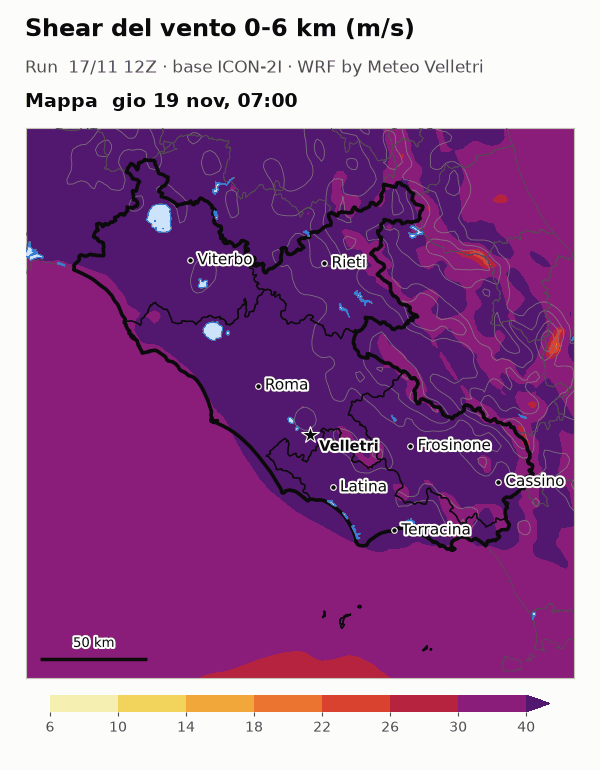 Shear del vento 0-6 km (m/s)
Run  17/11 12Z · base ICON-2I · WRF by Meteo Velletri
Mappa  gio 19 nov, 07:00
Viterbo
Rieti
Roma
Velletri
Frosinone
Latina
Cassino
Terracina
50 km
6 10 14 18 22 26 30 40